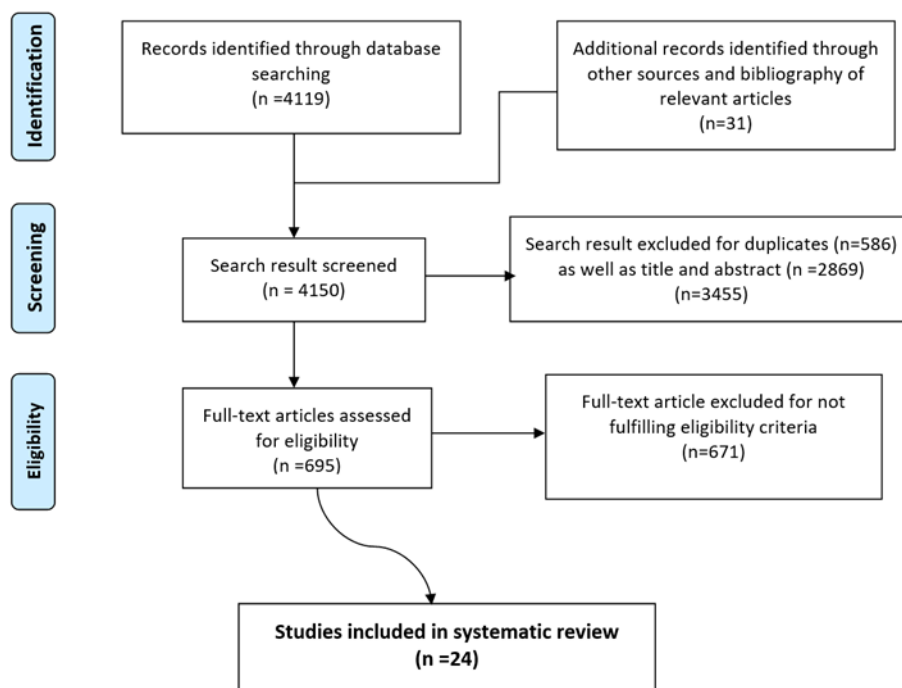 Identification
Records identified through database
searching
(n =4119)
Additional records identified through
other sources and bibliography of
relevant articles
(n=31)
Screening
Search result screened
(n = 4150)
Search result excluded for duplicates (n=586)
as well as title and abstract (n =2869)
(n=3455)
Eligibility
Full-text articles assessed
for eligibility
(n =695)
Full-text article excluded for not
fulfilling eligibility criteria
(n=671)
Studies included in systematic review
(n =24)